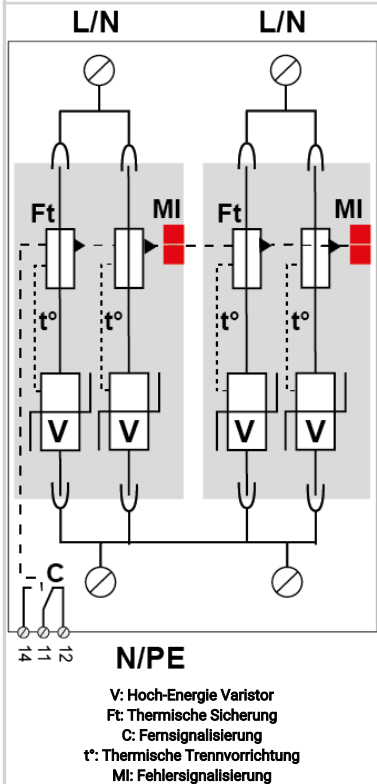 L/N L/N
Ft MI Ft MI
t° t° t° t°
V V V V
C
14 11 12
N/PE
V: Hoch-Energie Varistor
Ft: Thermische Sicherung
C: Fernsignalisierung
t°: Thermische Trennvorrichtung
MI: Fehlersignalisierung